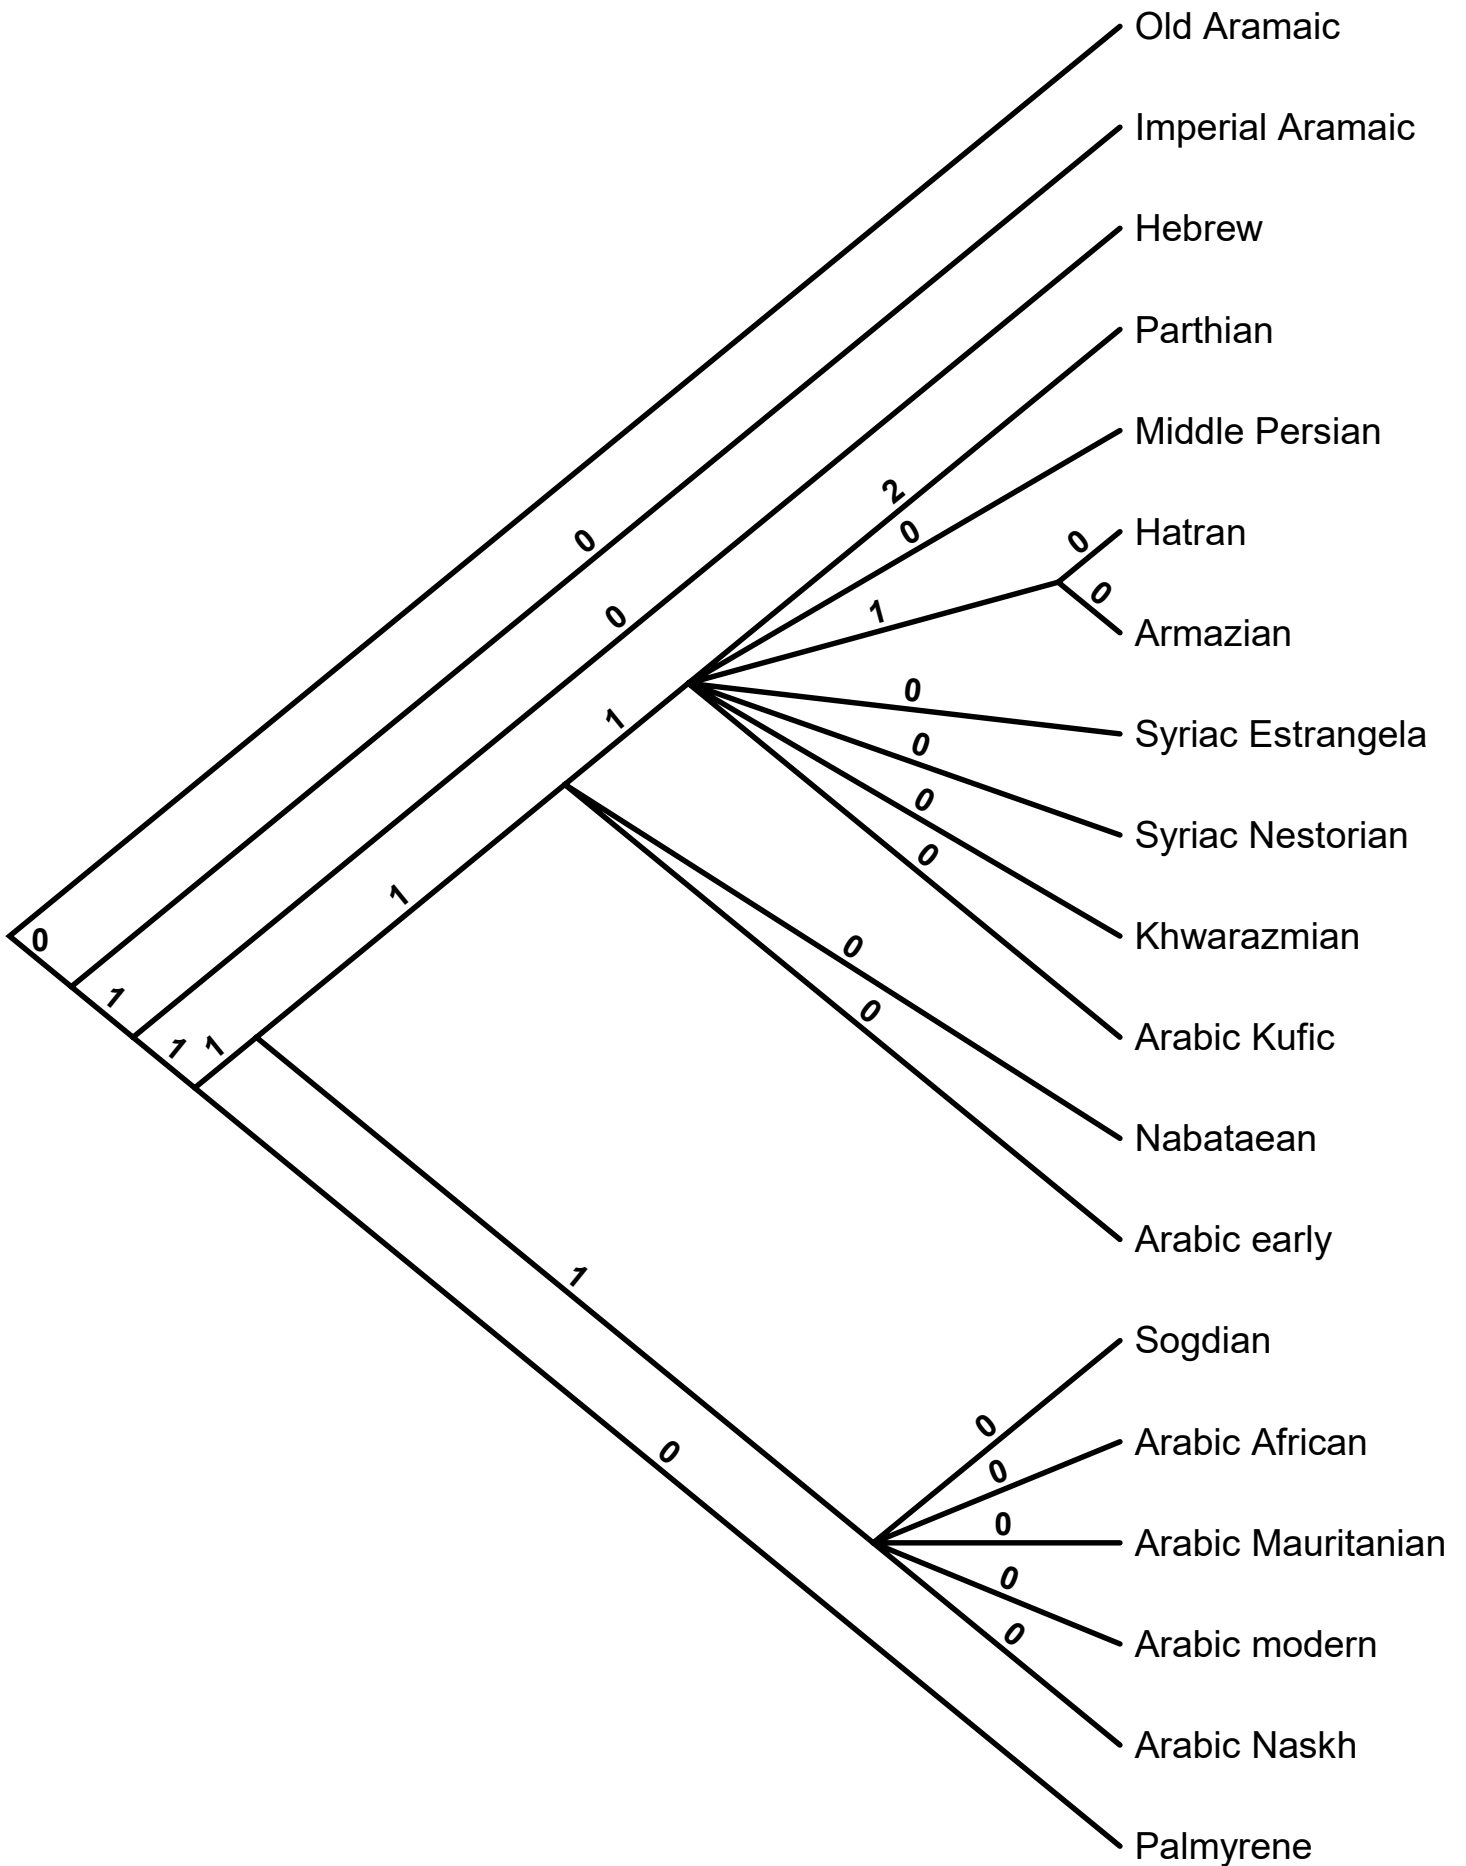 Old Aramaic
Imperial Aramaic
Hebrew
Parthian
Middle Persian
2
0
Hatran
0
0
0
1
Armazian
0
0
Syriac Estrangela
1
0
Syriac Nestorian
0
0
1
Khwarazmian
0
0
1
Arabic Kufic
0
1
1
Nabataean
Arabic early
1
Sogdian
0
Arabic African
0
0
0
Arabic Mauritanian
0
Arabic modern
0
Arabic Naskh
Palmyrene